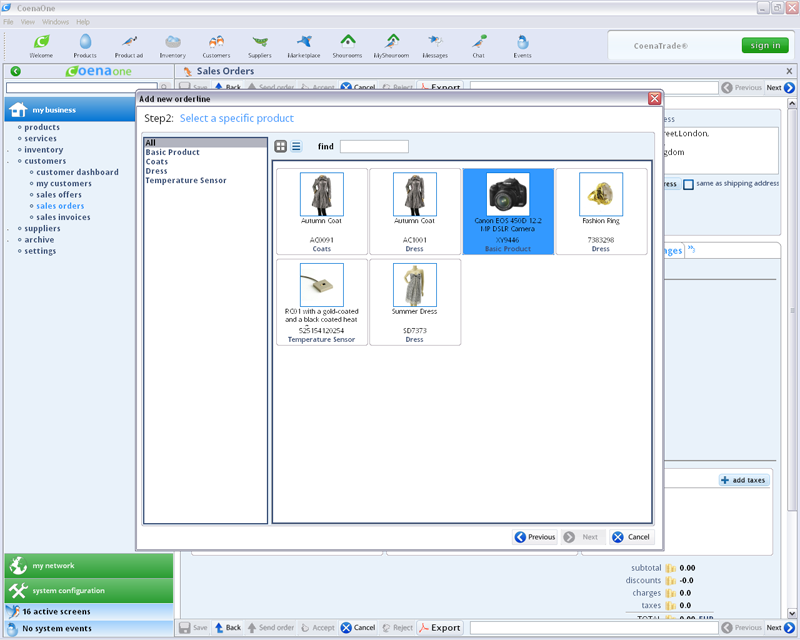 CoenaOne
File View Windows Help
Welcome Products Product ad Inventory Customers Suppliers Marketplace Showrooms MyShowroom Messages Chat Events
CoenaTrade®
sign in
Coenaone
Sales Orders
Save Back Send order Accept Cancel Reject Export Previous Next
my business
products
services
inventory
customers
customer dashboard
my customers
sales offers
sales orders
sales invoices
suppliers
archive
settings
my network
system configuration
16 active screens
No system events
Add new orderline
Step2: Select a specific product
All
Basic Product
Coats
Dress
Temperature Sensor
find
Autumn Coat
AC0091
Coats
Autumn Coat
AC1001
Dress
Canon EOS 450D 12.2
MP DSLR Camera
XY9446
Basic Product
Fashion Ring
7383298
Dress
RC01 with a gold-coated
and a black coated heat
525154120254
Temperature Sensor
Summer Dress
SD7373
Dress
Previous Next Cancel
ess
reet,London,
gdom
ress same as shipping address
ages
add taxes
subtotal 0.00
discounts -0.0
charges 0.0
taxes 0.0
TOTAL 0.00 EUR
Save Back Send order Accept Cancel Reject Export Previous Next